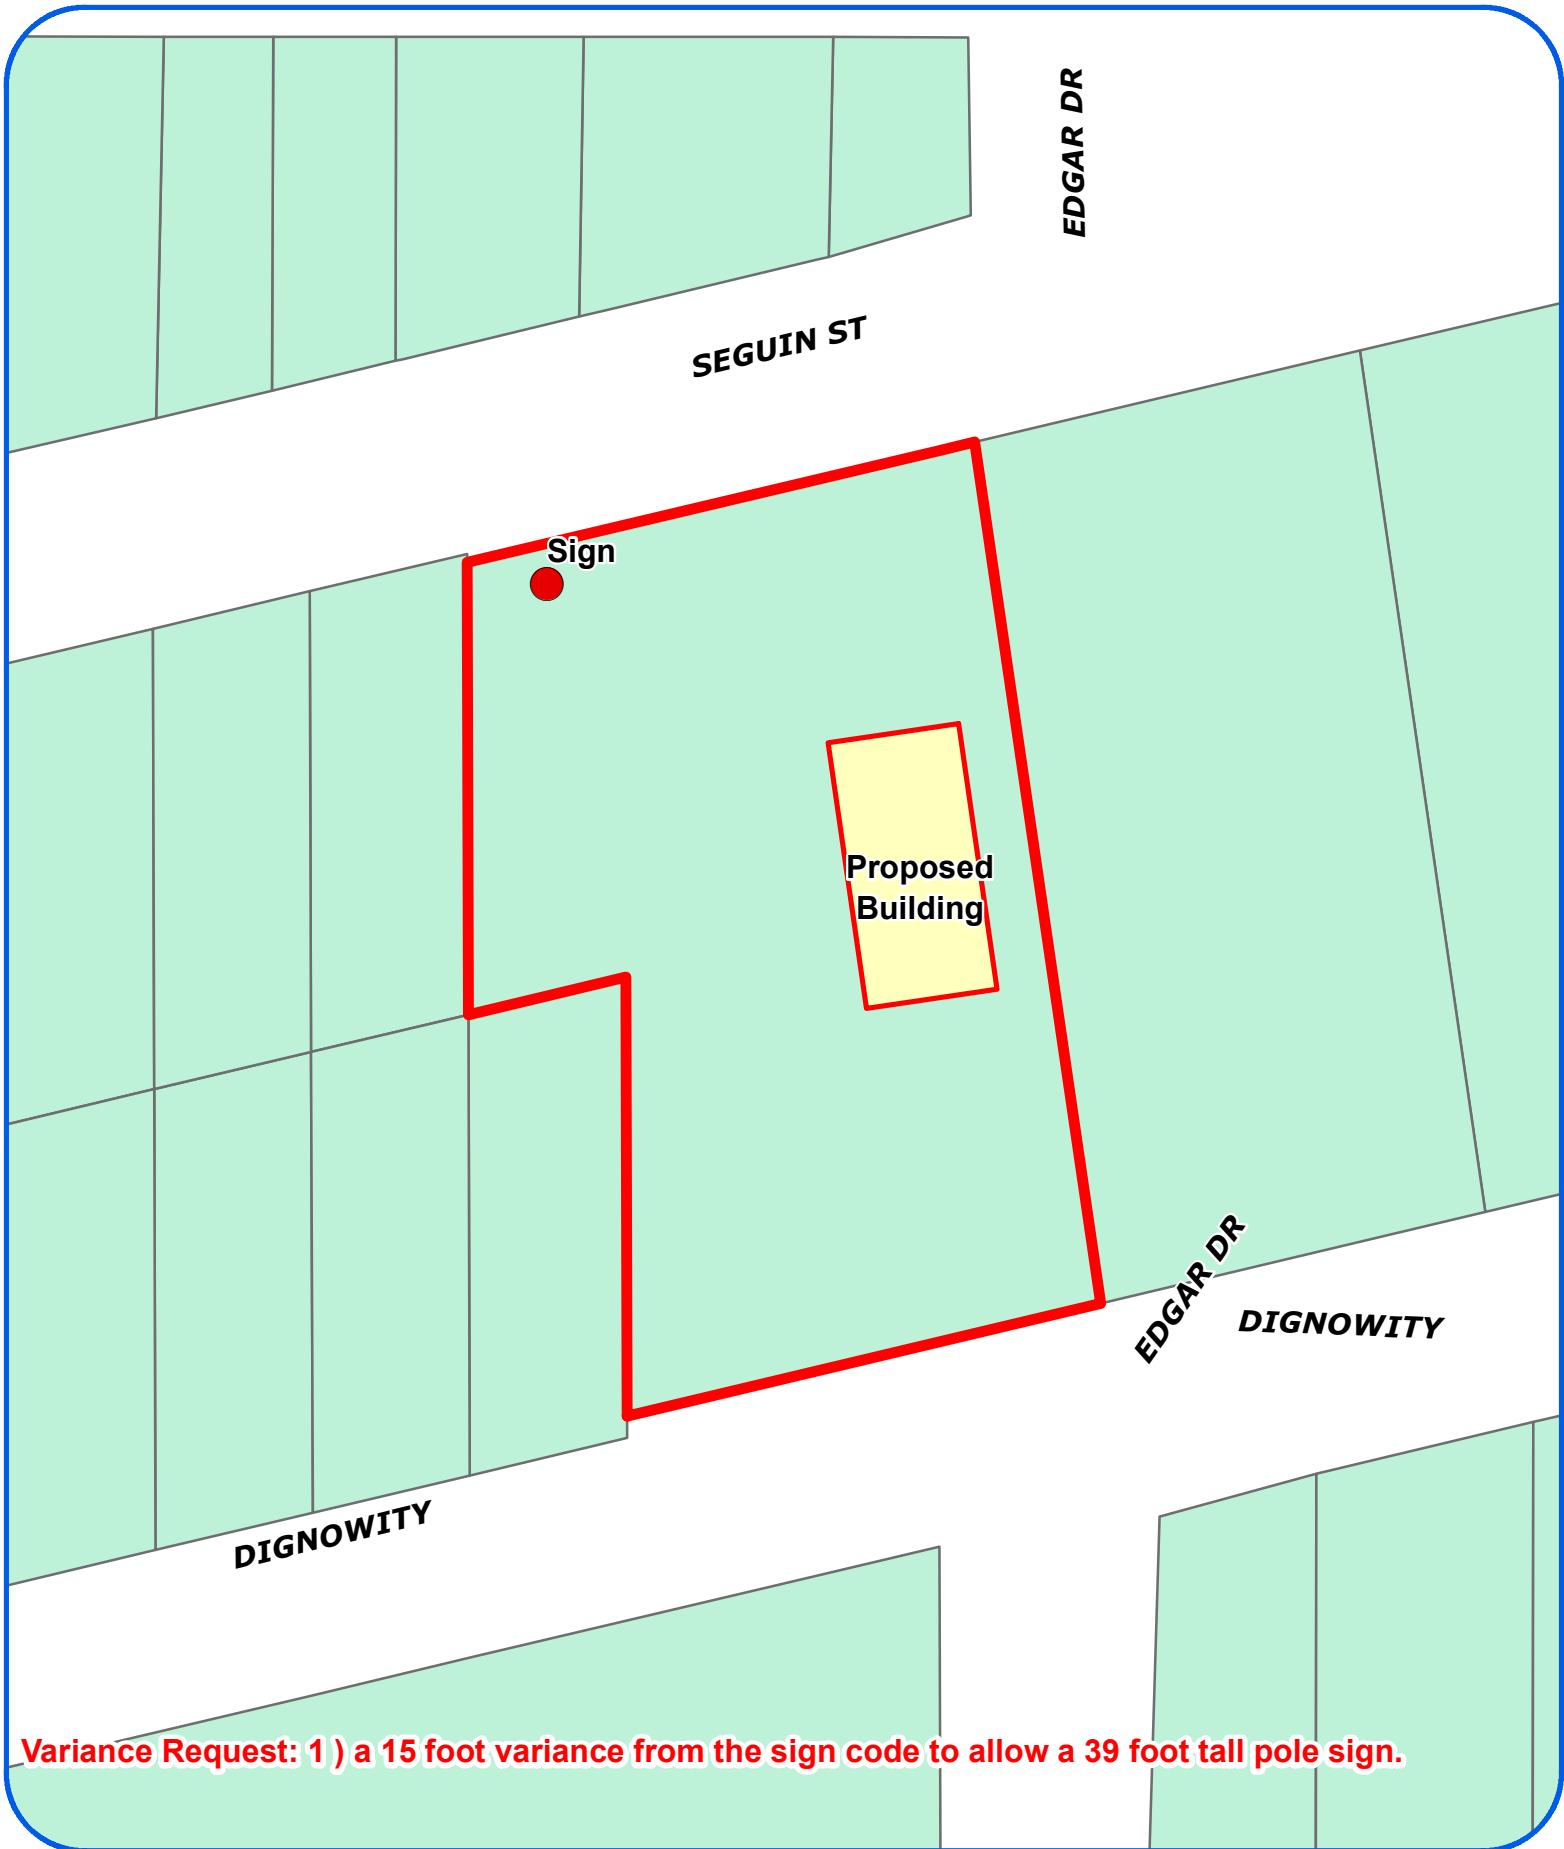 EDGAR DR
SEGUIN ST
Sign
Proposed
Building
EDGAR DR
DIGNOWITY
DIGNOWITY
Variance Request: 1 ) a 15 foot variance from the sign code to allow a 39 foot tall pole sign.